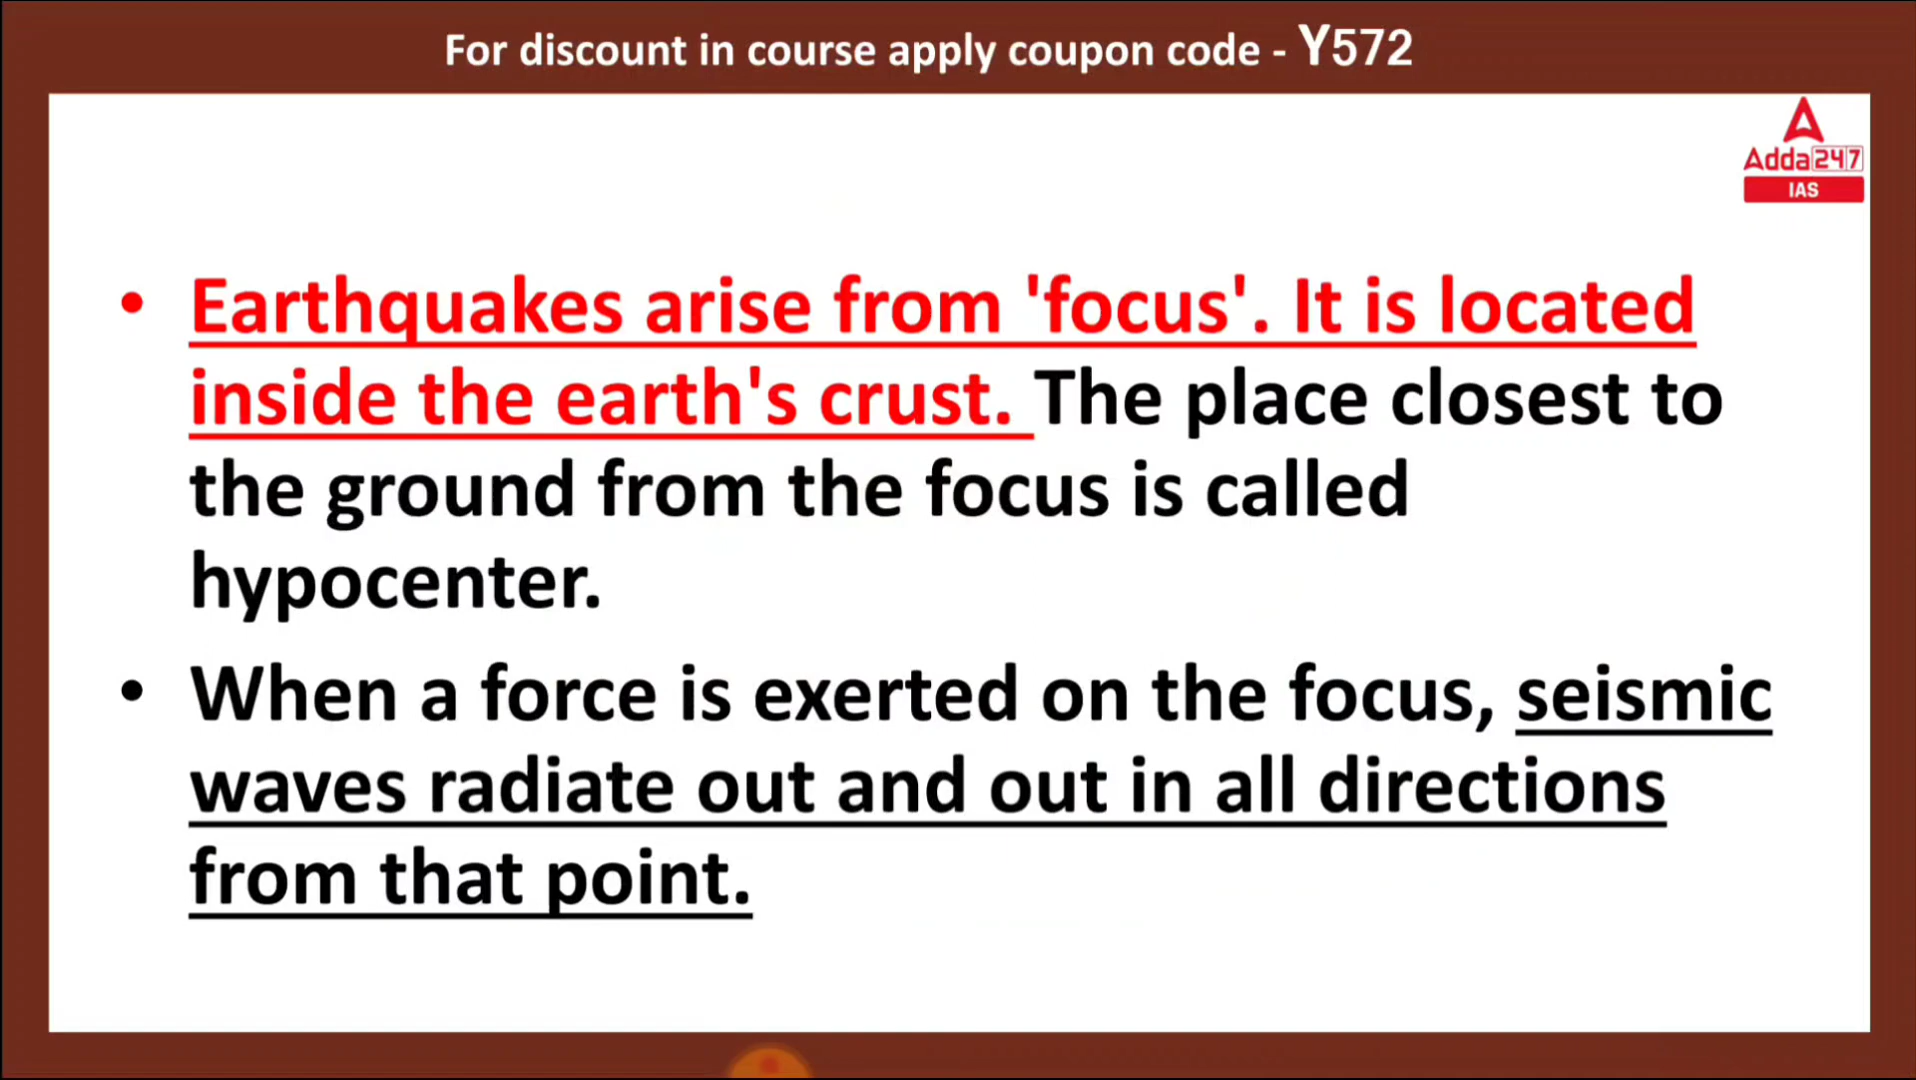 For discount in course apply coupon code - Y572
Adda247
IAS
• Earthquakes arise from 'focus'. It is located
inside the earth's crust. The place closest to
the ground from the focus is called
hypocenter.
• When a force is exerted on the focus, seismic
waves radiate out and out in all directions
from that point.